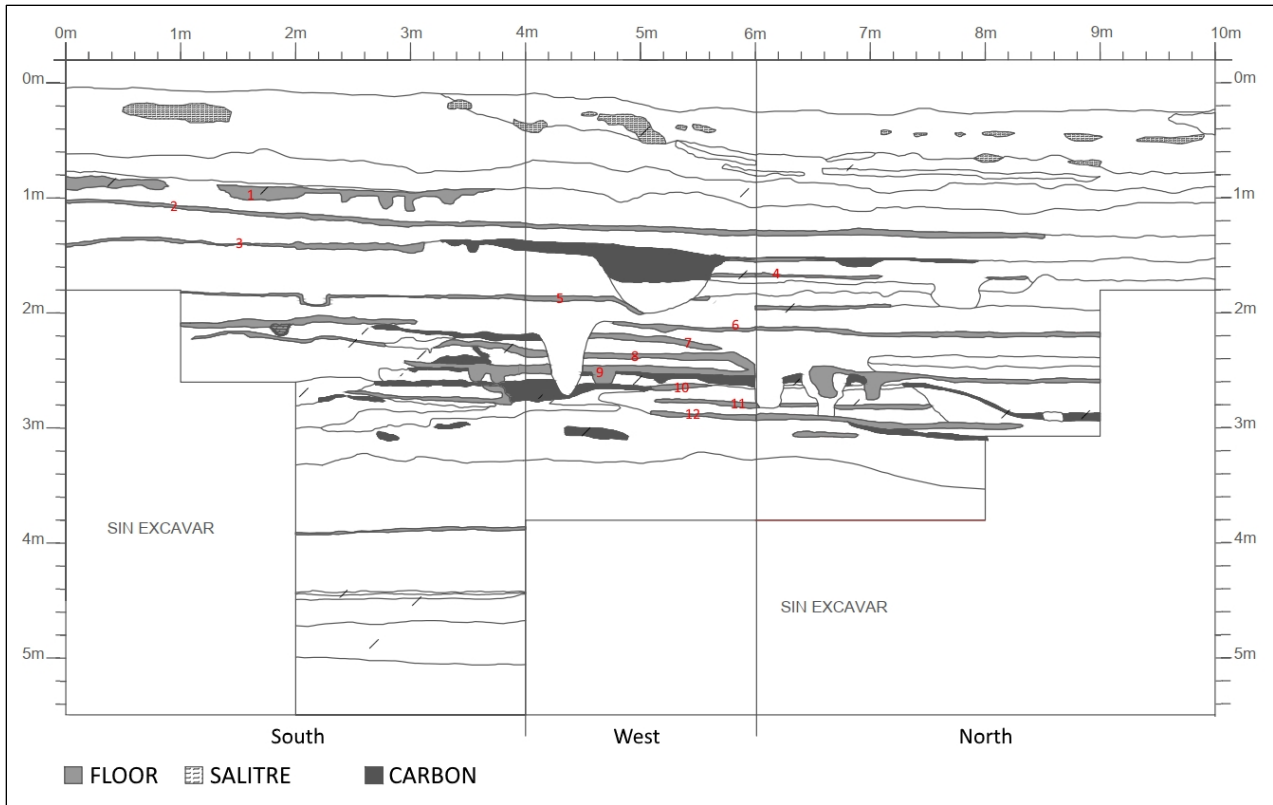 0m 1m 2m 3m 4m 5m 6m 7m 8m 9m 10m
0m 0m
1m 1m
1
2
3
4
2m 2m
5
6
7
8
9
10
11
12
3m 3m
SIN EXCAVAR
4m 4m
SIN EXCAVAR
5m 5m
South West North
FLOOR SALITRE CARBON